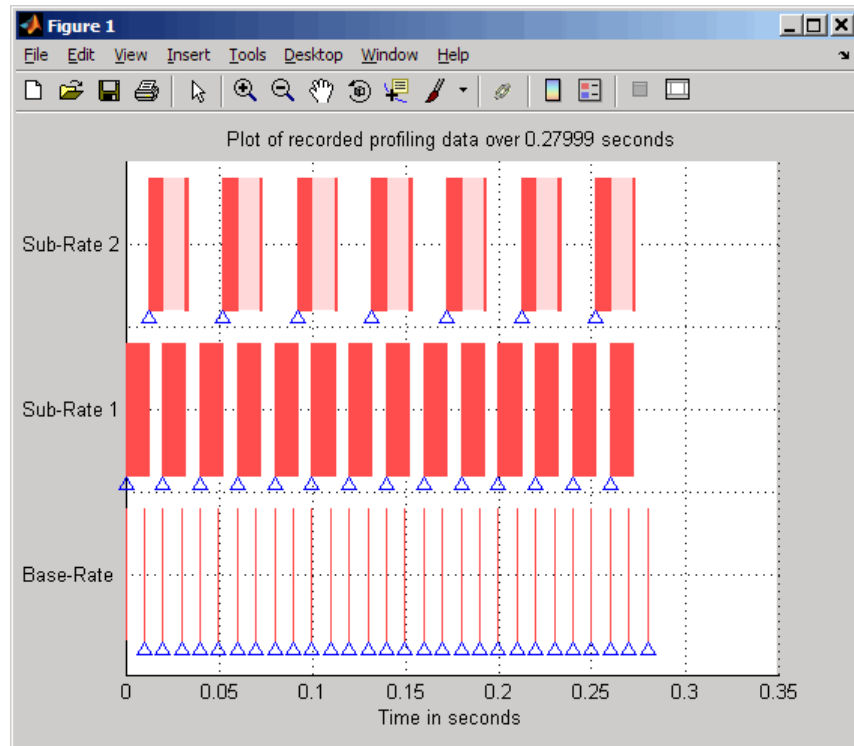 Figure 1
File Edit View Insert Tools Desktop Window Help
Plot of recorded profiling data over 0.27999 seconds
Sub-Rate 2
Sub-Rate 1
Base-Rate
0 0.05 0.1 0.15 0.2 0.25 0.3 0.35
Time in seconds